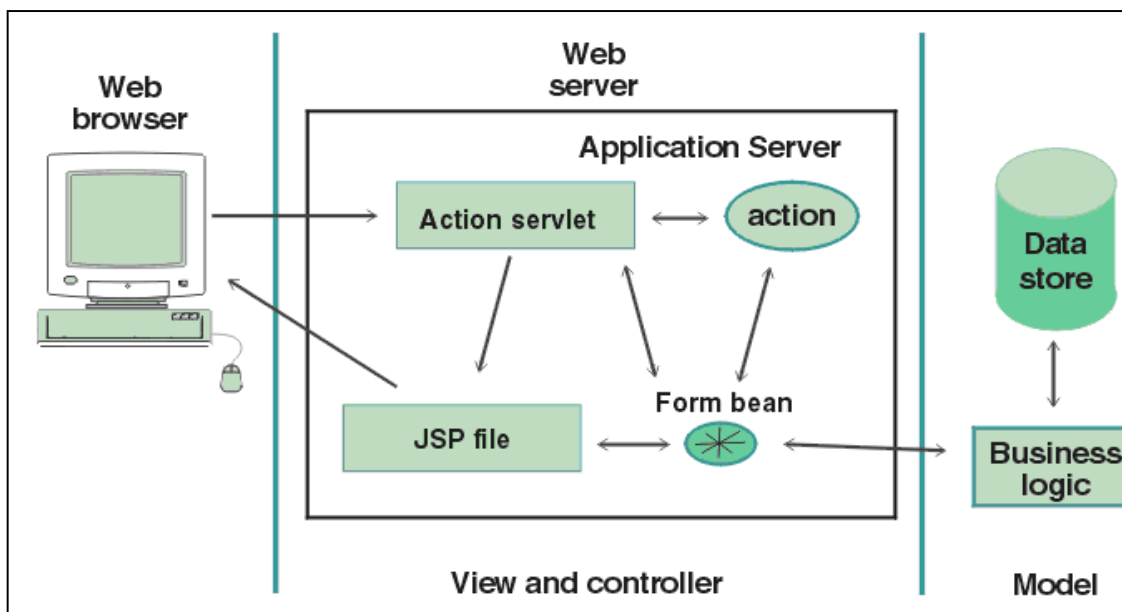 Web
browser
Web
server
Application Server
Action servlet
action
Data
store
Form bean
JSP file
Business
logic
View and controller
Model